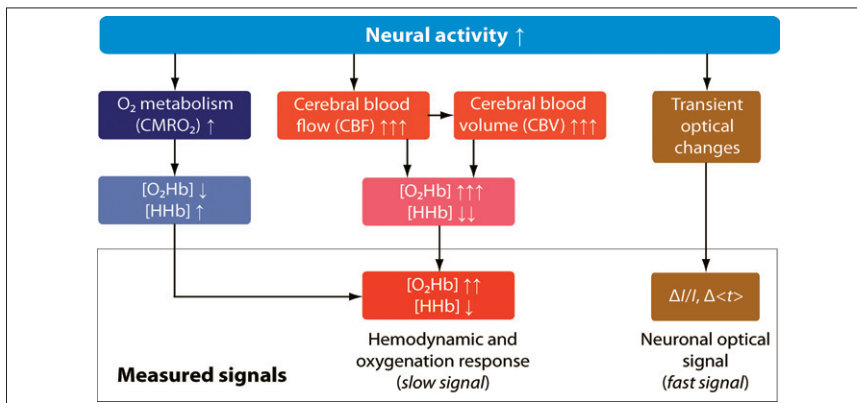 Neural activity ↑
O₂ metabolism
(CMRO₂) ↑
Cerebral blood
flow (CBF) ↑↑↑
Cerebral blood
volume (CBV) ↑↑↑
Transient
optical
changes
[O₂Hb] ↓
[HHb] ↑
[O₂Hb] ↑↑↑
[HHb] ↓↓
[O₂Hb] ↑↑
[HHb] ↓
ΔI/I, Δ<t>
Hemodynamic and
oxygenation response
(slow signal)
Neuronal optical
signal
(fast signal)
Measured signals